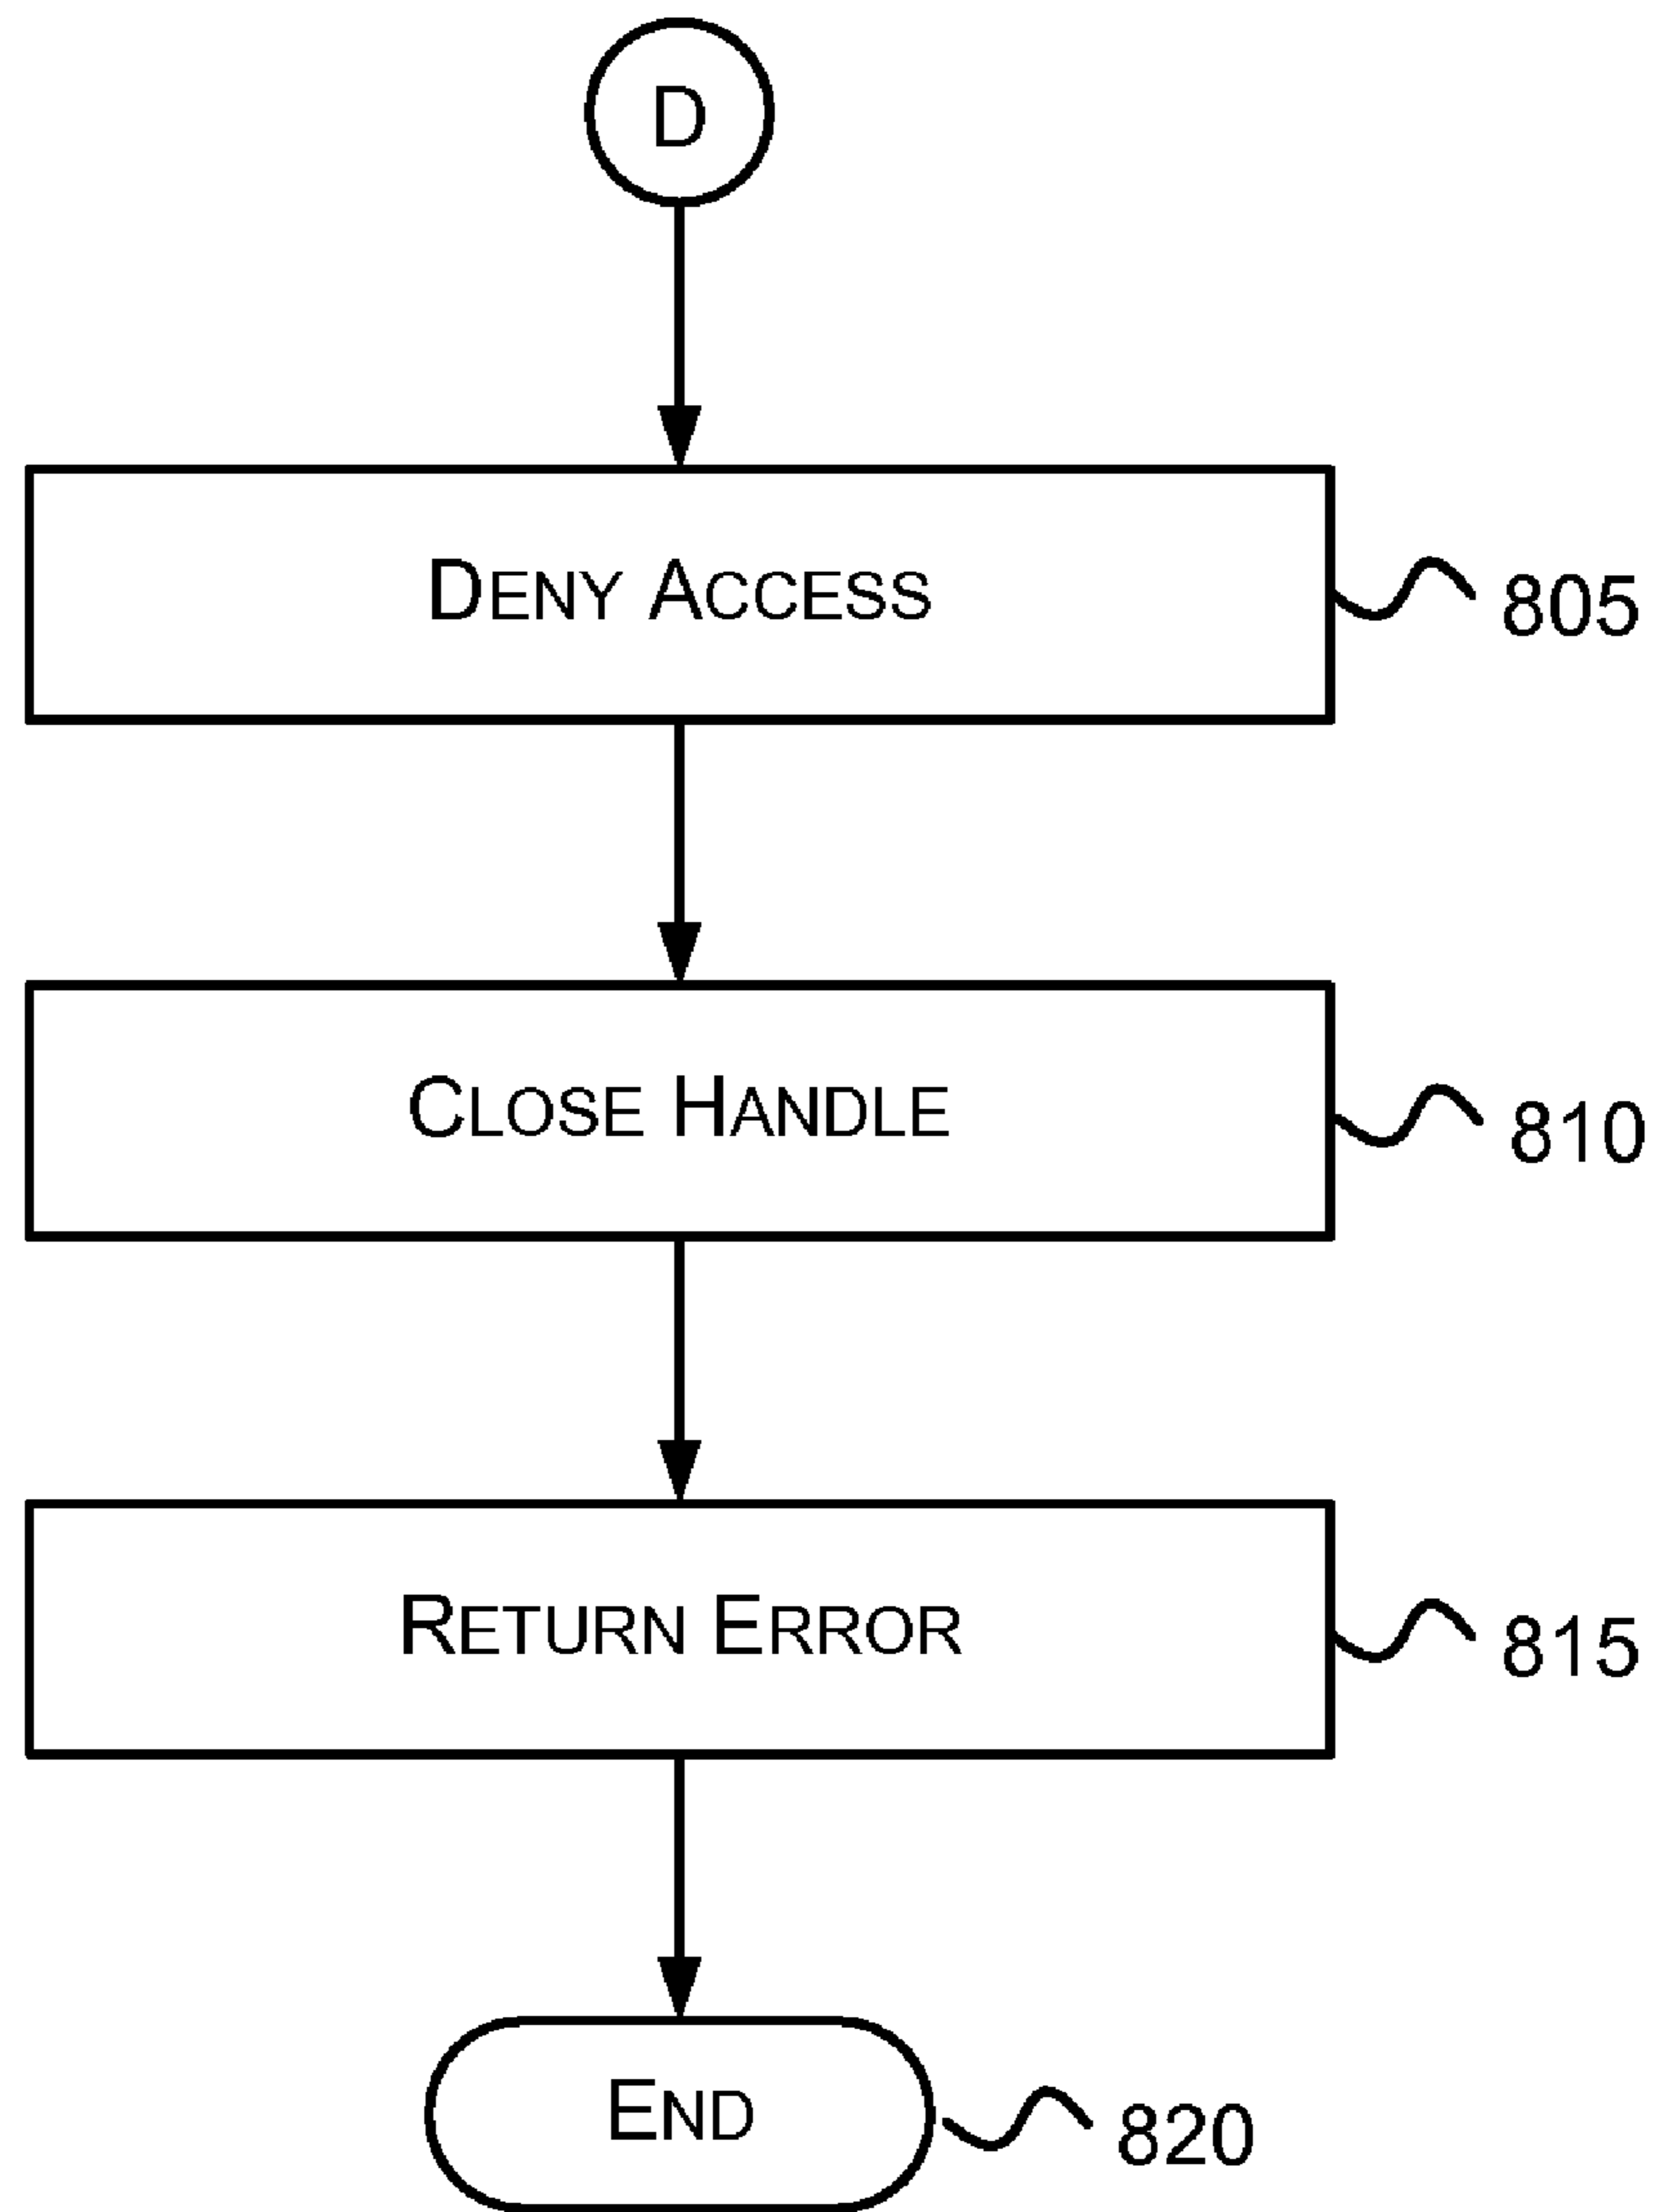 D
DENY ACCESS
805
CLOSE HANDLE
810
RETURN ERROR
815
END
820